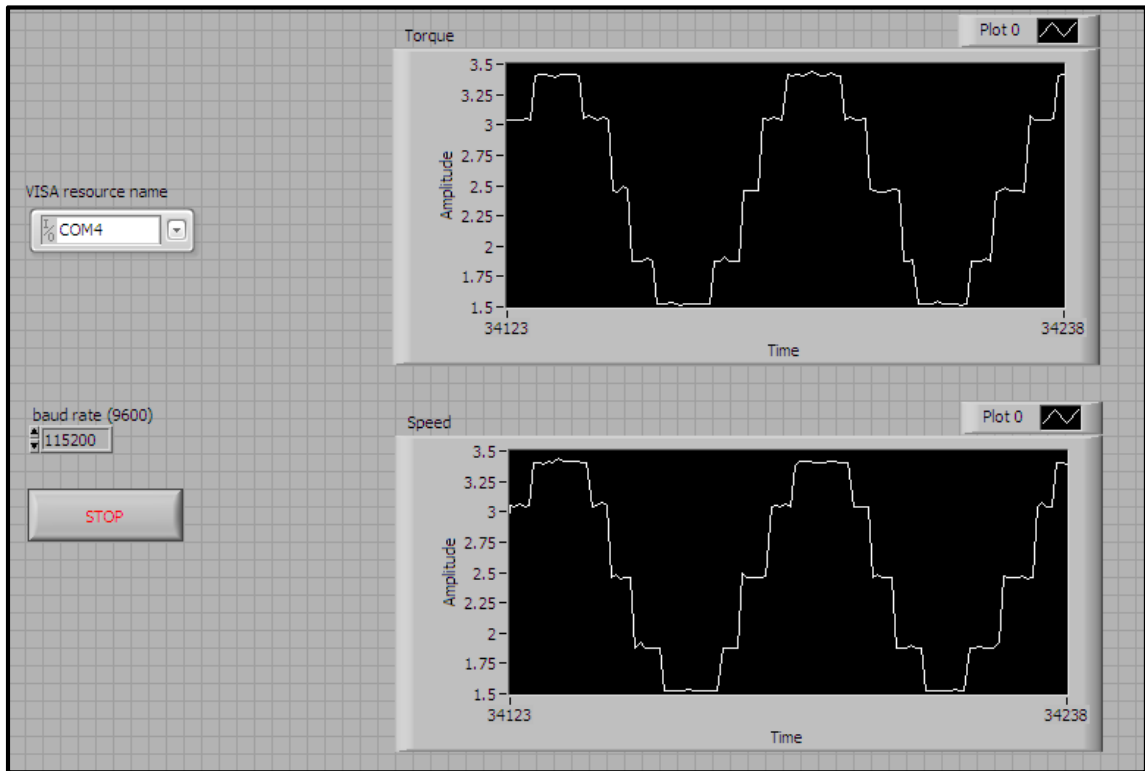 Torque
Plot 0
3.5
3.25
3
2.75
2.5
2.25
2
1.75
1.5
Amplitude
34123
34238
Time
VISA resource name
I/O COM4
baud rate (9600)
115200
STOP
Speed
Plot 0
3.5
3.25
3
2.75
2.5
2.25
2
1.75
1.5
Amplitude
34123
34238
Time